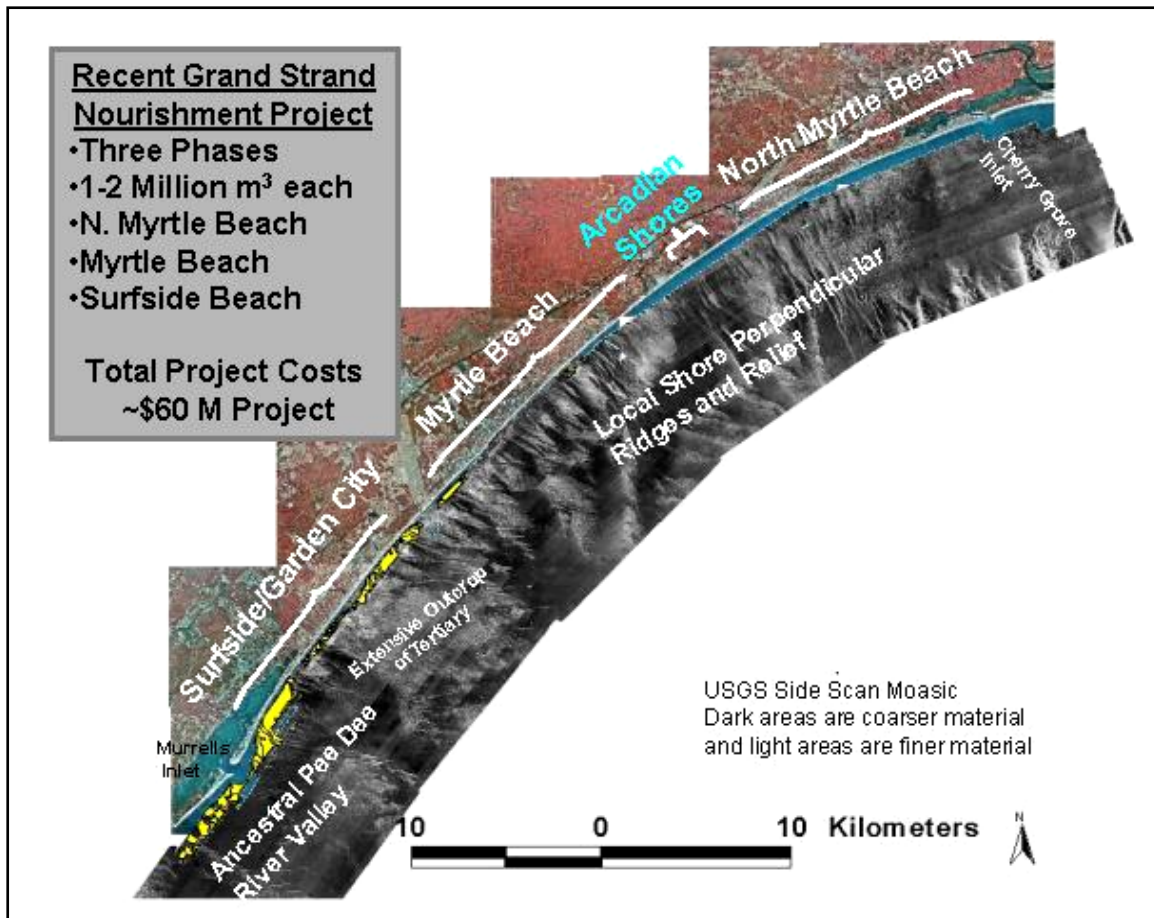 Recent Grand Strand
Nourishment Project
•Three Phases
•1-2 Million m³ each
•N. Myrtle Beach
•Myrtle Beach
•Surfside Beach
Total Project Costs
~$60 M Project
North Myrtle Beach
Arcadian
Shores
Cherry Grove
Inlet
Myrtle Beach
Local Shore Perpendicular
Ridges and Relief
Surfside/Garden City
Extensive Outcrop
of Tertiary
Murrells
Inlet
Ancestral Pee Dee
River Valley
USGS Side Scan Moasic
Dark areas are coarser material
and light areas are finer material
10 0 10 Kilometers
N